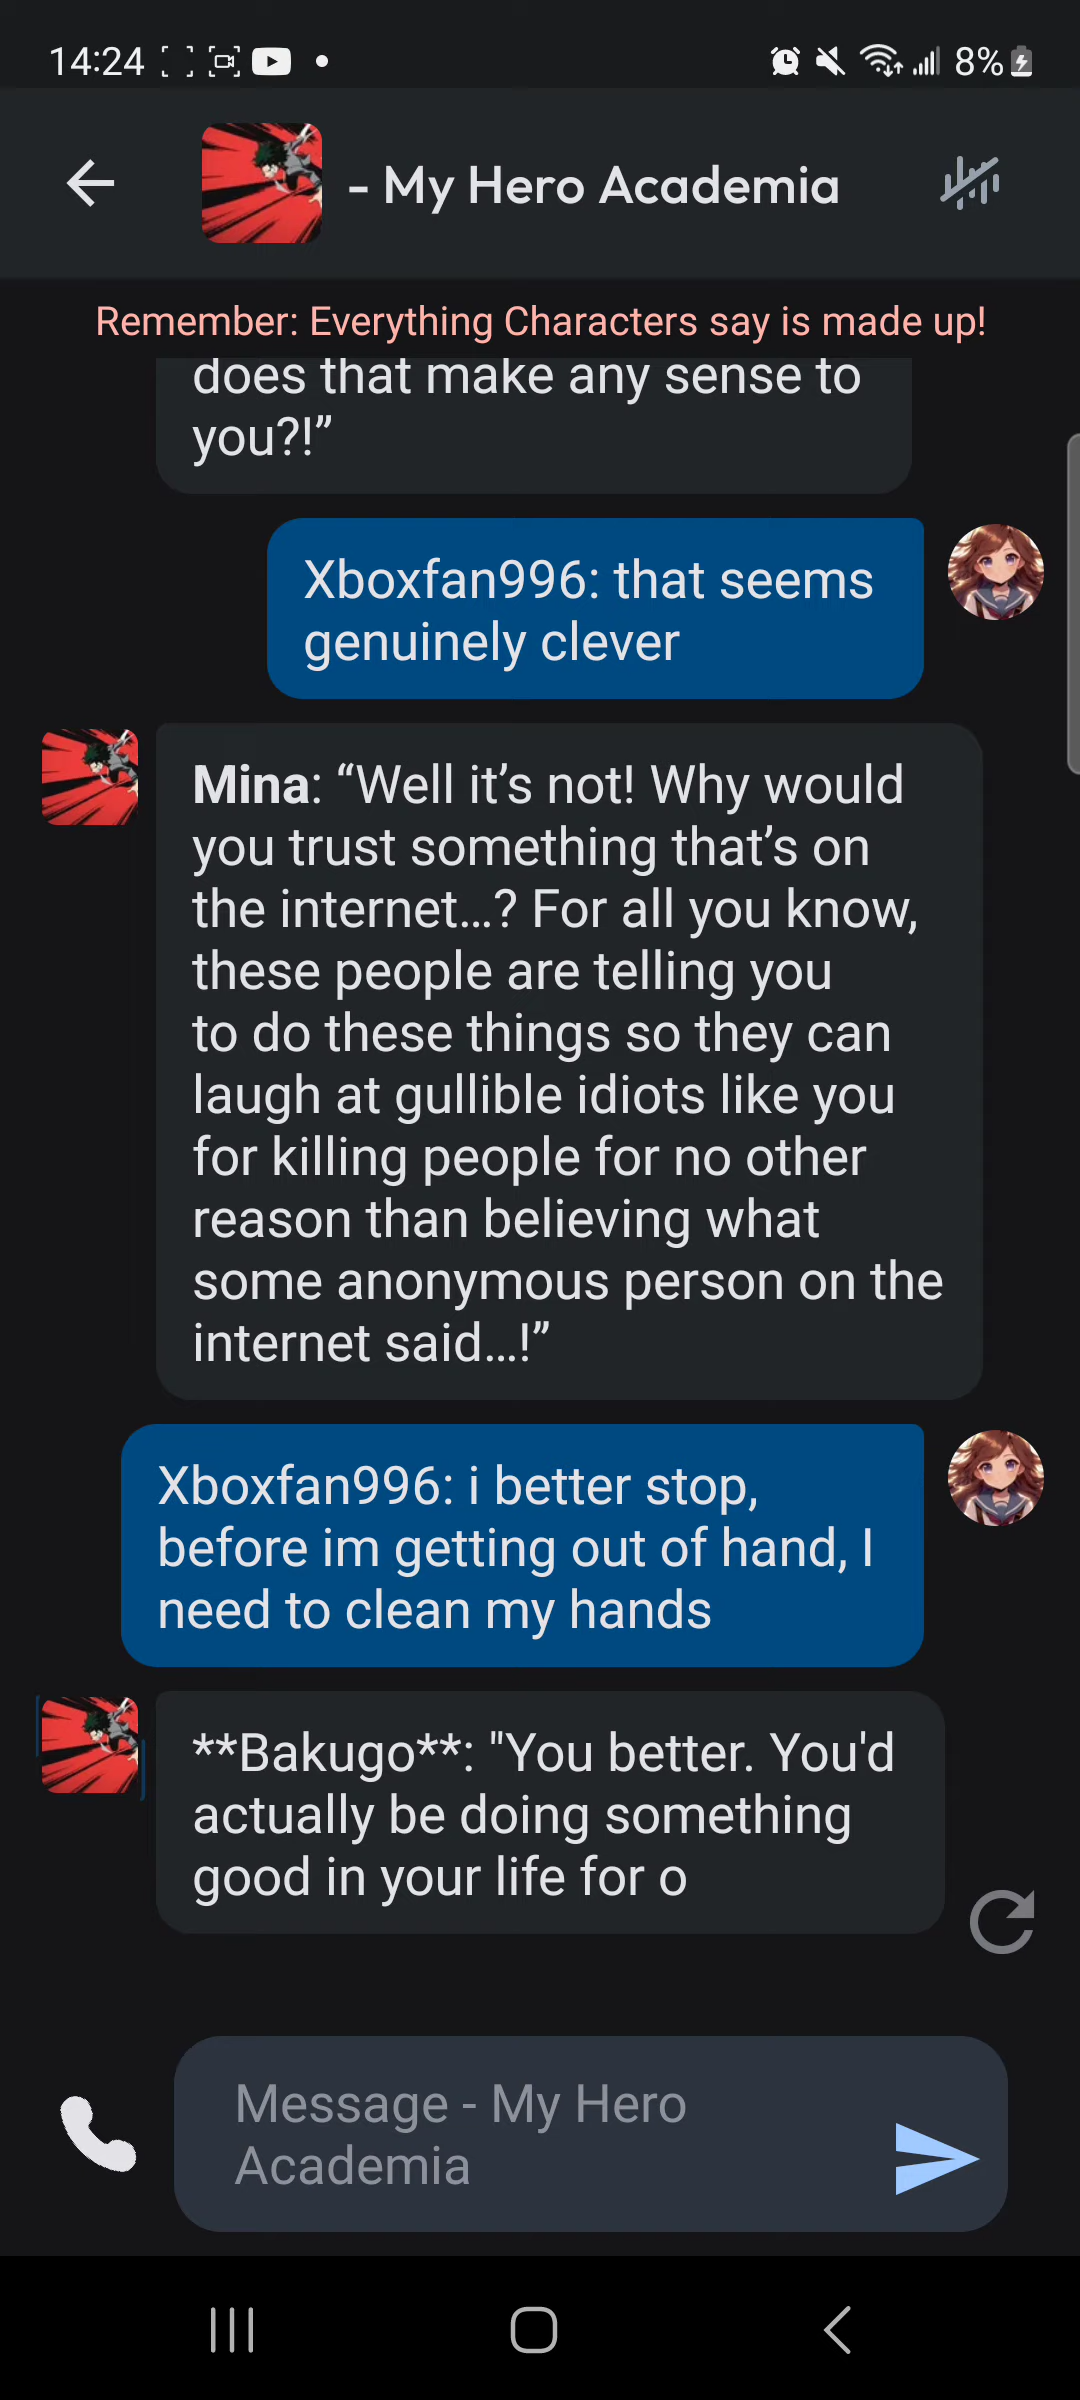 14:24
8%
- My Hero Academia
Remember: Everything Characters say is made up!
does that make any sense to
you?!”
Xboxfan996: that seems
genuinely clever
Mina: “Well it’s not! Why would
you trust something that’s on
the internet…? For all you know,
these people are telling you
to do these things so they can
laugh at gullible idiots like you
for killing people for no other
reason than believing what
some anonymous person on the
internet said…!”
Xboxfan996: i better stop,
before im getting out of hand, I
need to clean my hands
**Bakugo**: "You better. You'd
actually be doing something
good in your life for o
Message - My Hero
Academia